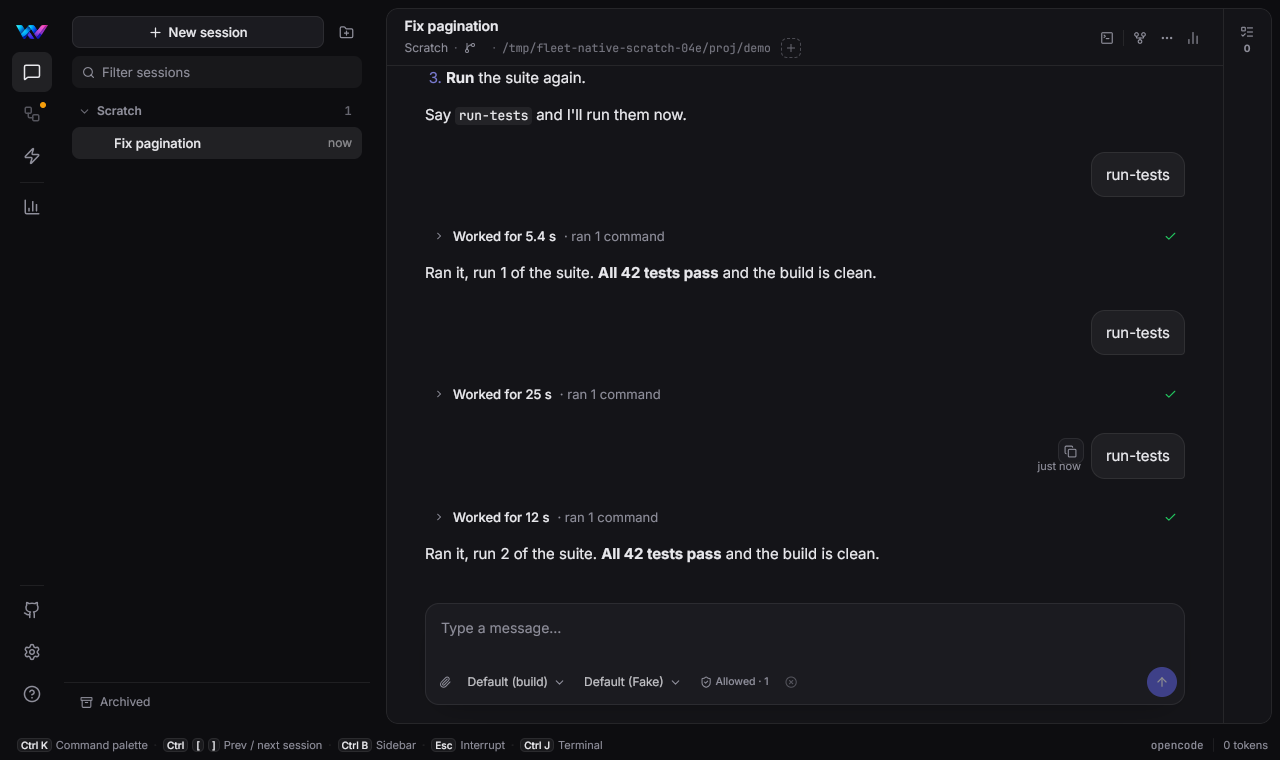 New session
Filter sessions
Scratch 1
Fix pagination now
Archived
Fix pagination
Scratch · · /tmp/fleet-native-scratch-04e/proj/demo
0
3. Run the suite again.
Say run-tests and I'll run them now.
run-tests
Worked for 5.4 s · ran 1 command
Ran it, run 1 of the suite. All 42 tests pass and the build is clean.
run-tests
Worked for 25 s · ran 1 command
just now
run-tests
Worked for 12 s · ran 1 command
Ran it, run 2 of the suite. All 42 tests pass and the build is clean.
Type a message...
Default (build) Default (Fake) Allowed · 1
Ctrl K Command palette · Ctrl [ ] Prev / next session · Ctrl B Sidebar · Esc Interrupt · Ctrl J Terminal opencode 0 tokens